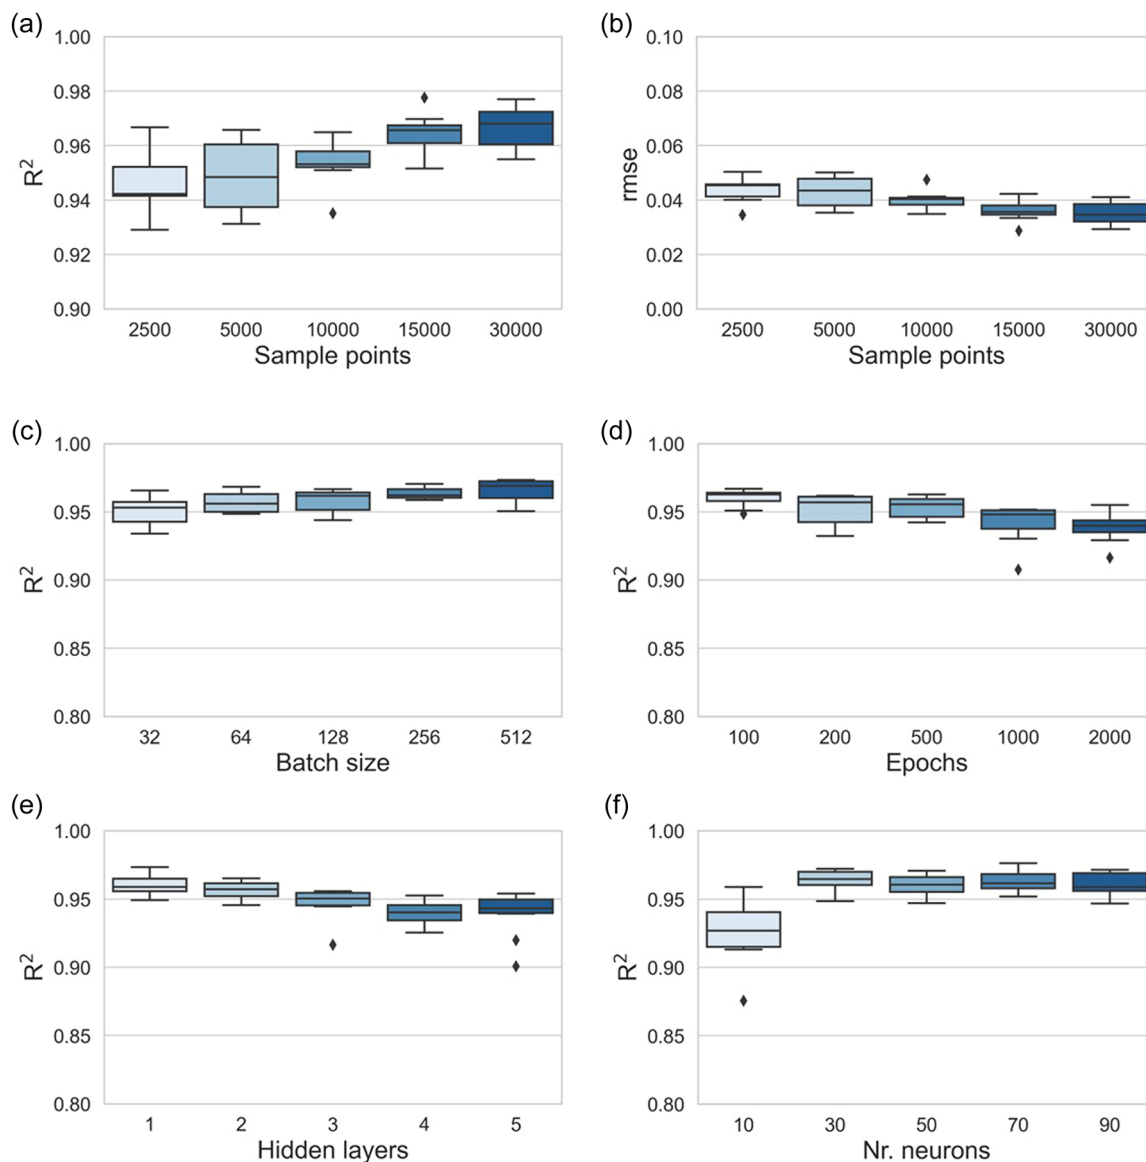 (a)
1.00
0.98
0.96
0.94
0.92
0.90
R²
2500 5000 10000 15000 30000
Sample points
(b)
0.10
0.08
0.06
0.04
0.02
0.00
rmse
2500 5000 10000 15000 30000
Sample points
(c)
1.00
0.95
0.90
0.85
0.80
R²
32 64 128 256 512
Batch size
(d)
1.00
0.95
0.90
0.85
0.80
R²
100 200 500 1000 2000
Epochs
(e)
1.00
0.95
0.90
0.85
0.80
R²
1 2 3 4 5
Hidden layers
(f)
1.00
0.95
0.90
0.85
0.80
R²
10 30 50 70 90
Nr. neurons